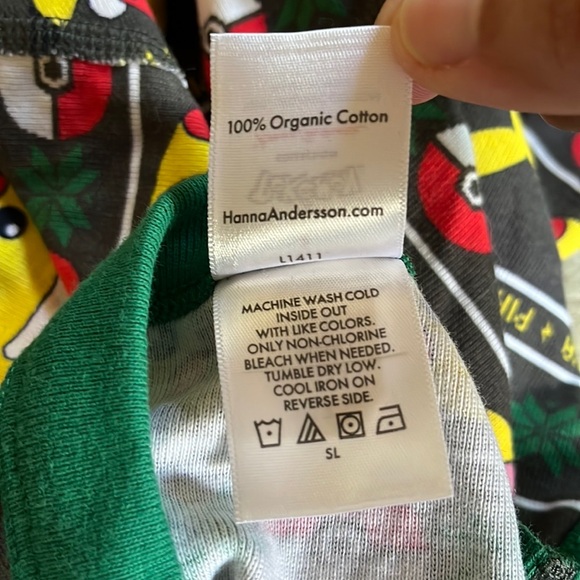 100% Organic Cotton
HannaAndersson.com
L1411
MACHINE WASH COLD
INSIDE OUT
WITH LIKE COLORS.
ONLY NON-CHLORINE
BLEACH WHEN NEEDED.
TUMBLE DRY LOW.
COOL IRON ON
REVERSE SIDE.
SL